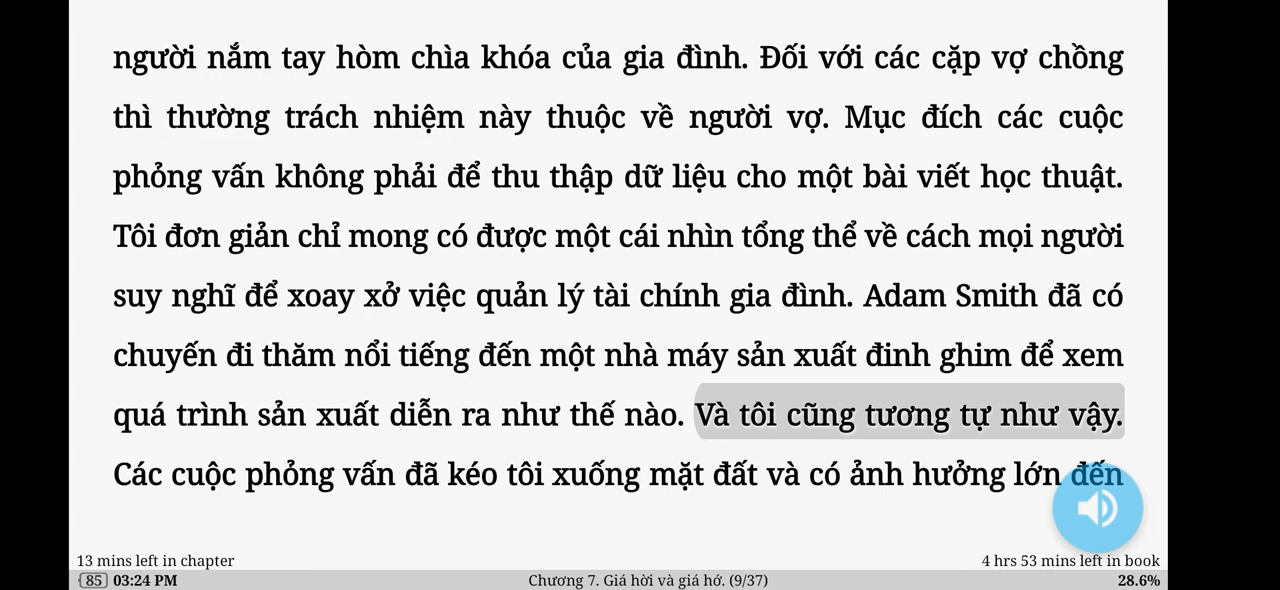 người nắm tay hòm chìa khóa của gia đình. Đối với các cặp vợ chồng
thì thường trách nhiệm này thuộc về người vợ. Mục đích các cuộc
phỏng vấn không phải để thu thập dữ liệu cho một bài viết học thuật.
Tôi đơn giản chỉ mong có được một cái nhìn tổng thể về cách mọi người
suy nghĩ để xoay xở việc quản lý tài chính gia đình. Adam Smith đã có
chuyến đi thăm nổi tiếng đến một nhà máy sản xuất đinh ghim để xem
quá trình sản xuất diễn ra như thế nào. Và tôi cũng tương tự như vậy.
Các cuộc phỏng vấn đã kéo tôi xuống mặt đất và có ảnh hưởng lớn đến
13 mins left in chapter
4 hrs 53 mins left in book
85 03:24 PM
Chương 7. Giá hời và giá hớ. (9/37)
28.6%